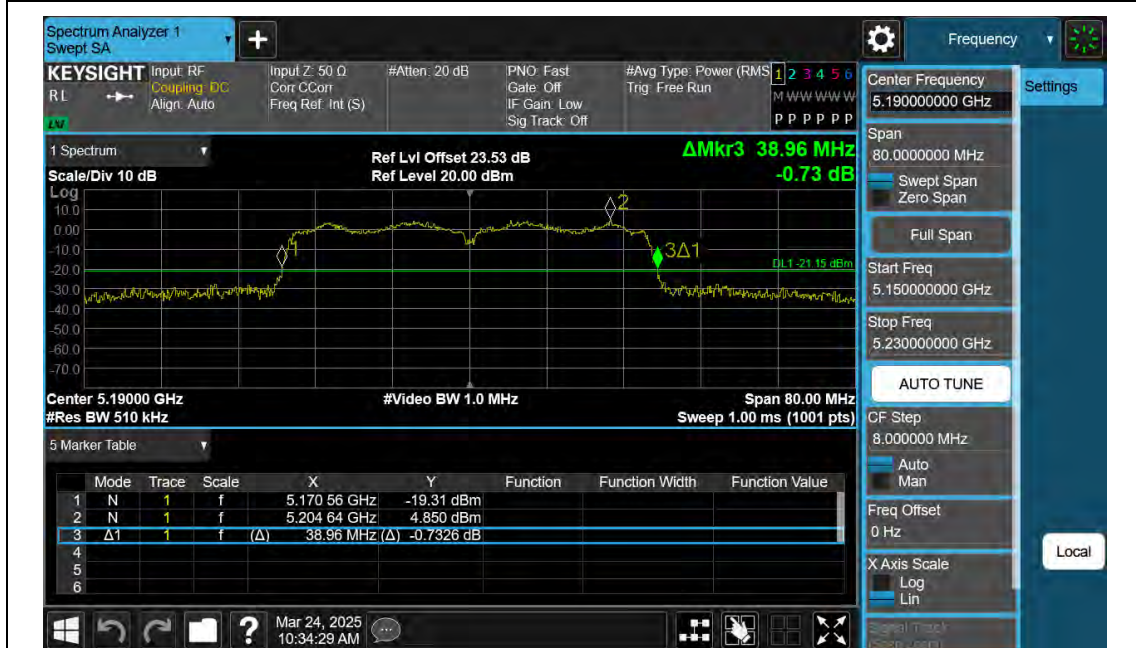 Spectrum Analyzer 1
Swept SA
+
Frequency
KEYSIGHT
RL
LXI
Input: RF
Coupling: DC
Align: Auto
Input Z: 50 Ω
Corr CCorr
Freq Ref: Int (S)
#Atten: 20 dB
PNO: Fast
Gate: Off
IF Gain: Low
Sig Track: Off
#Avg Type: Power (RMS
Trig: Free Run
1 2 3 4 5 6
M W W W W W
P P P P P P
Center Frequency
5.190000000 GHz
Settings
Span
80.0000000 MHz
Swept Span
Zero Span
Full Span
Start Freq
5.150000000 GHz
Stop Freq
5.230000000 GHz
AUTO TUNE
CF Step
8.000000 MHz
Auto
Man
Freq Offset
0 Hz
X Axis Scale
Log
Lin
Signal Track
(Span Zoom)
Local
1 Spectrum
Scale/Div 10 dB
Ref Lvl Offset 23.53 dB
Ref Level 20.00 dBm
ΔMkr3 38.96 MHz
-0.73 dB
Log
10.0
0.00
-10.0
-20.0
-30.0
-40.0
-50.0
-60.0
-70.0
1
2
3Δ1
DL1 -21.15 dBm
Center 5.19000 GHz
#Video BW 1.0 MHz
Span 80.00 MHz
#Res BW 510 kHz
Sweep 1.00 ms (1001 pts)
5 Marker Table
Mode Trace Scale X Y Function Function Width Function Value
1 N 1 f 5.170 56 GHz -19.31 dBm
2 N 1 f 5.204 64 GHz 4.850 dBm
3 Δ1 1 f (Δ) 38.96 MHz (Δ) -0.7326 dB
4
5
6
?
Mar 24, 2025
10:34:29 AM